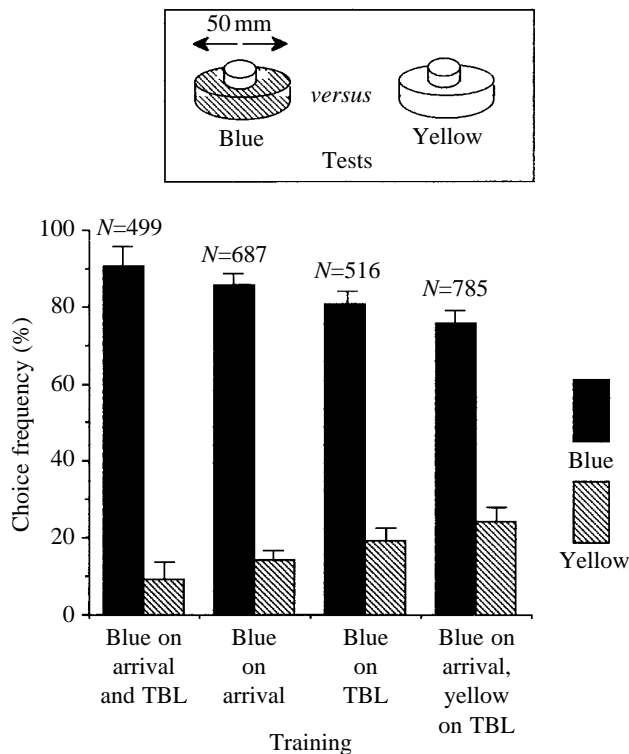 50 mm
versus
Blue
Yellow
Tests
N=499
N=687
N=516
N=785
100
80
60
40
20
0
Choice frequency (%)
Blue
Yellow
Blue on
arrival
and TBL
Blue
on
arrival
Blue
on
TBL
Blue on
arrival,
yellow
on TBL
Training